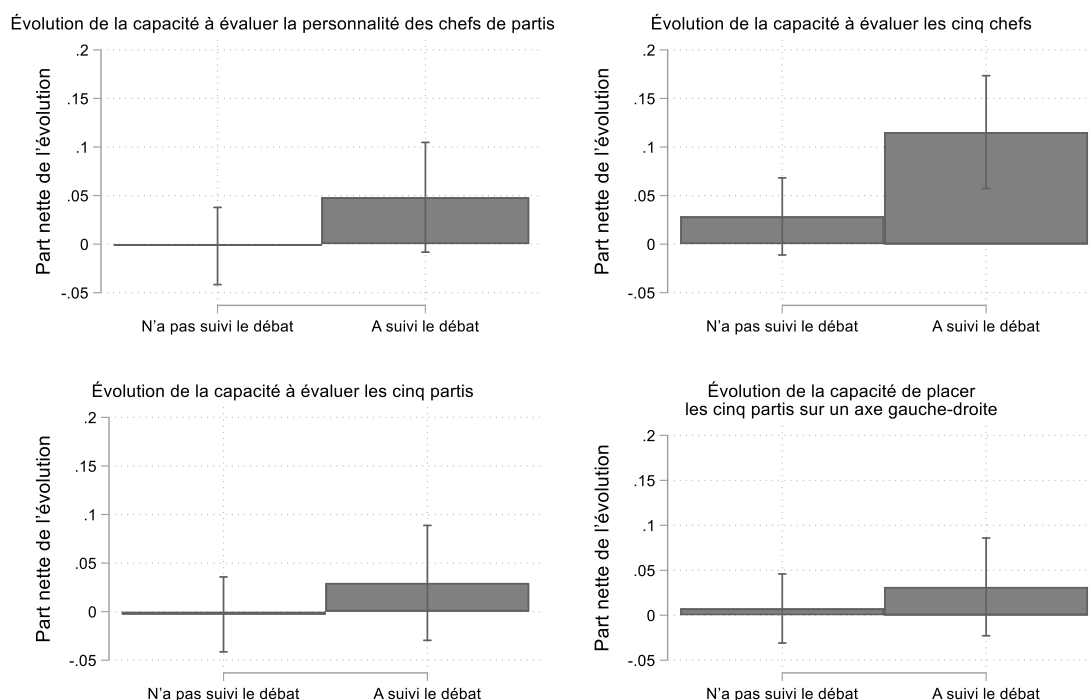 Évolution de la capacité à évaluer la personnalité des chefs de partis
Part nette de l’évolution
.2
.15
.1
.05
0
-.05
N’a pas suivi le débat
A suivi le débat
Évolution de la capacité à évaluer les cinq chefs
Part nette de l’évolution
.2
.15
.1
.05
0
-.05
N’a pas suivi le débat
A suivi le débat
Évolution de la capacité à évaluer les cinq partis
Part nette de l’évolution
.2
.15
.1
.05
0
-.05
N’a pas suivi le débat
A suivi le débat
Évolution de la capacité de placer
les cinq partis sur un axe gauche-droite
Part nette de l’évolution
.2
.15
.1
.05
0
-.05
N’a pas suivi le débat
A suivi le débat